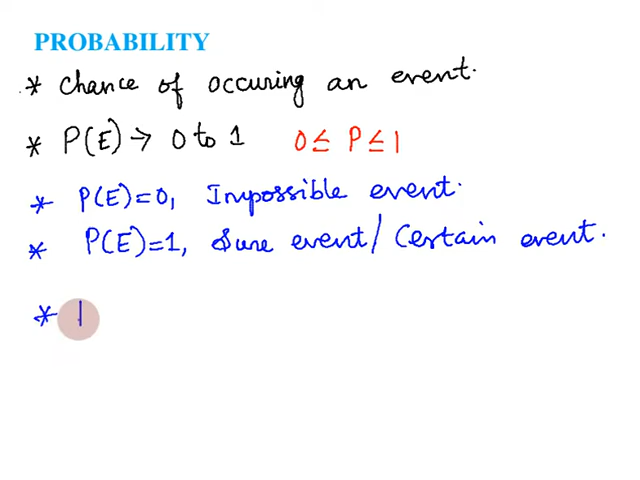 PROBABILITY
* Chance of occuring an event.
* P(E) → 0 to 1 0 ≤ P ≤ 1
* P(E) = 0, Impossible event.
* P(E) = 1, Sure event / Certain event.
*